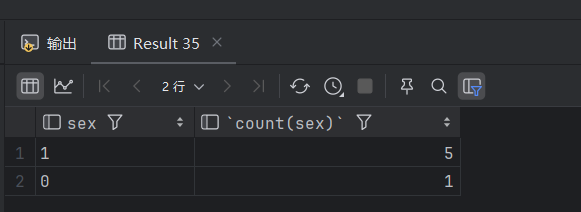 输出 Result 35
2 行
sex `count(sex)`
1 1 5
2 0 1